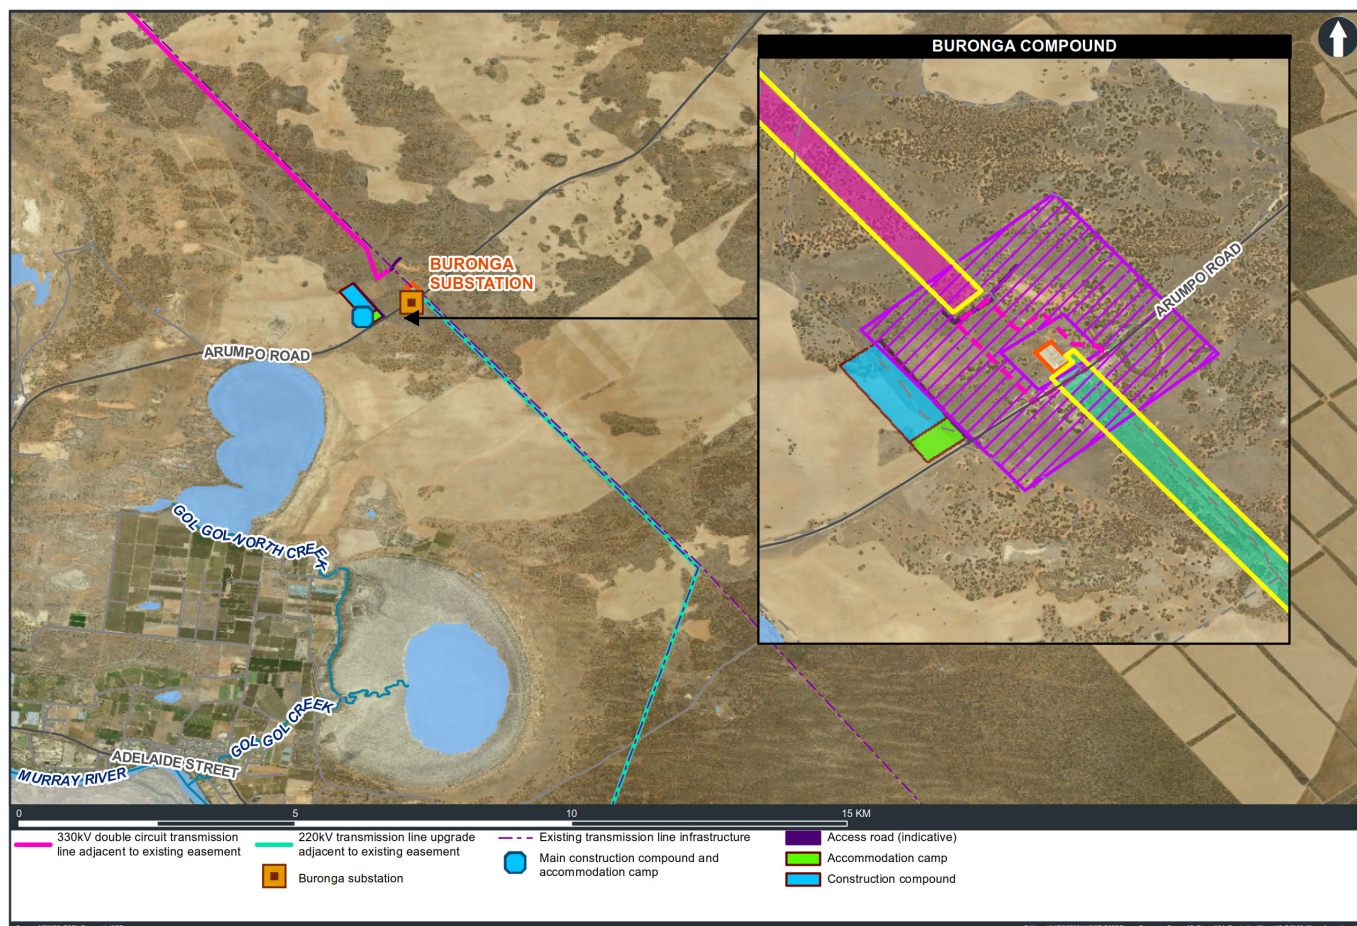 BURONGA COMPOUND
BURONGA
SUBSTATION
ARUMPO ROAD
ARUMPO ROAD
GOL GOL NORTH CREEK
GOL GOL CREEK
ADELAIDE STREET
MURRAY RIVER
0 5 10 15 KM
330kV double circuit transmission
line adjacent to existing easement
220kV transmission line upgrade
adjacent to existing easement
Buronga substation
Existing transmission line infrastructure
Main construction compound and
accommodation camp
Access road (indicative)
Accommodation camp
Construction compound